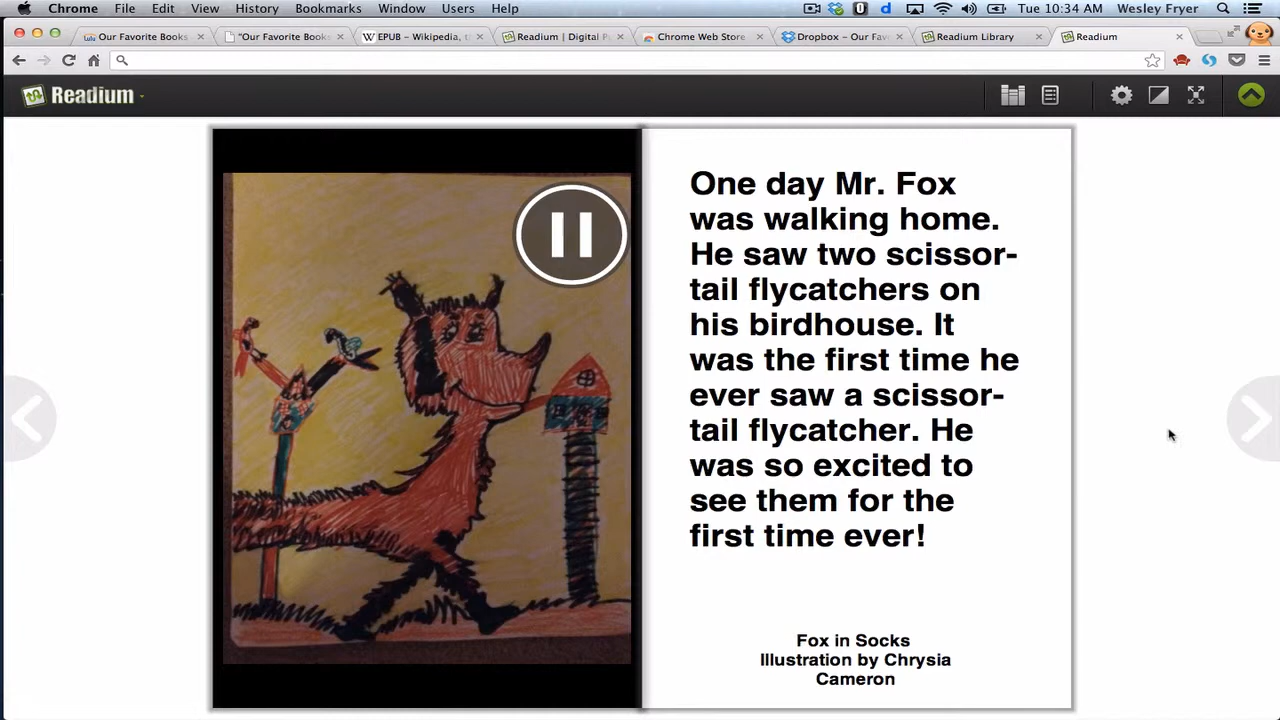 Chrome File Edit View History Bookmarks Window Users Help Tue 10:34 AM Wesley Fryer
Our Favorite Books "Our Favorite Book EPUB - Wikipedia, t Readium | Digital P Chrome Web Store Dropbox - Our Fav Readium Library Readium
Readium
One day Mr. Fox
was walking home.
He saw two scissor-
tail flycatchers on
his birdhouse. It
was the first time he
ever saw a scissor-
tail flycatcher. He
was so excited to
see them for the
first time ever!
Fox in Socks
Illustration by Chrysia
Cameron